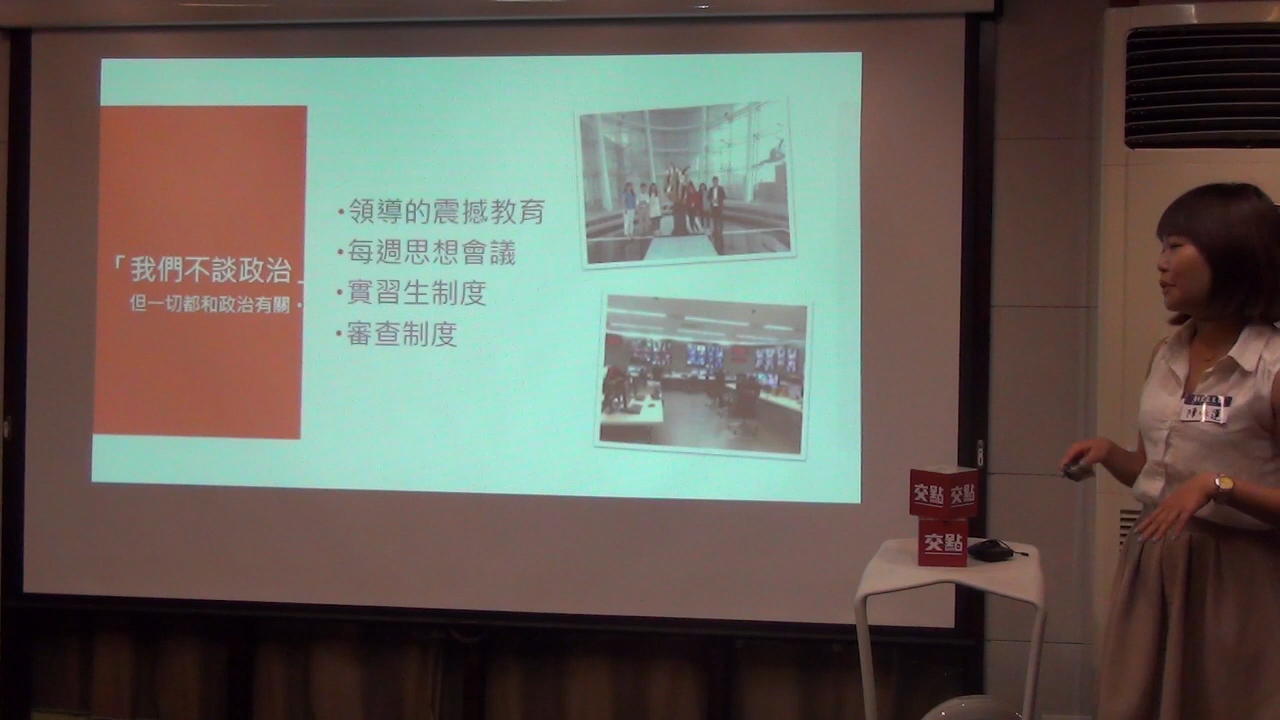 「我們不談政治」
但一切都和政治有關。
•領導的震撼教育
•每週思想會議
•實習生制度
•審查制度
交點 交點
交點